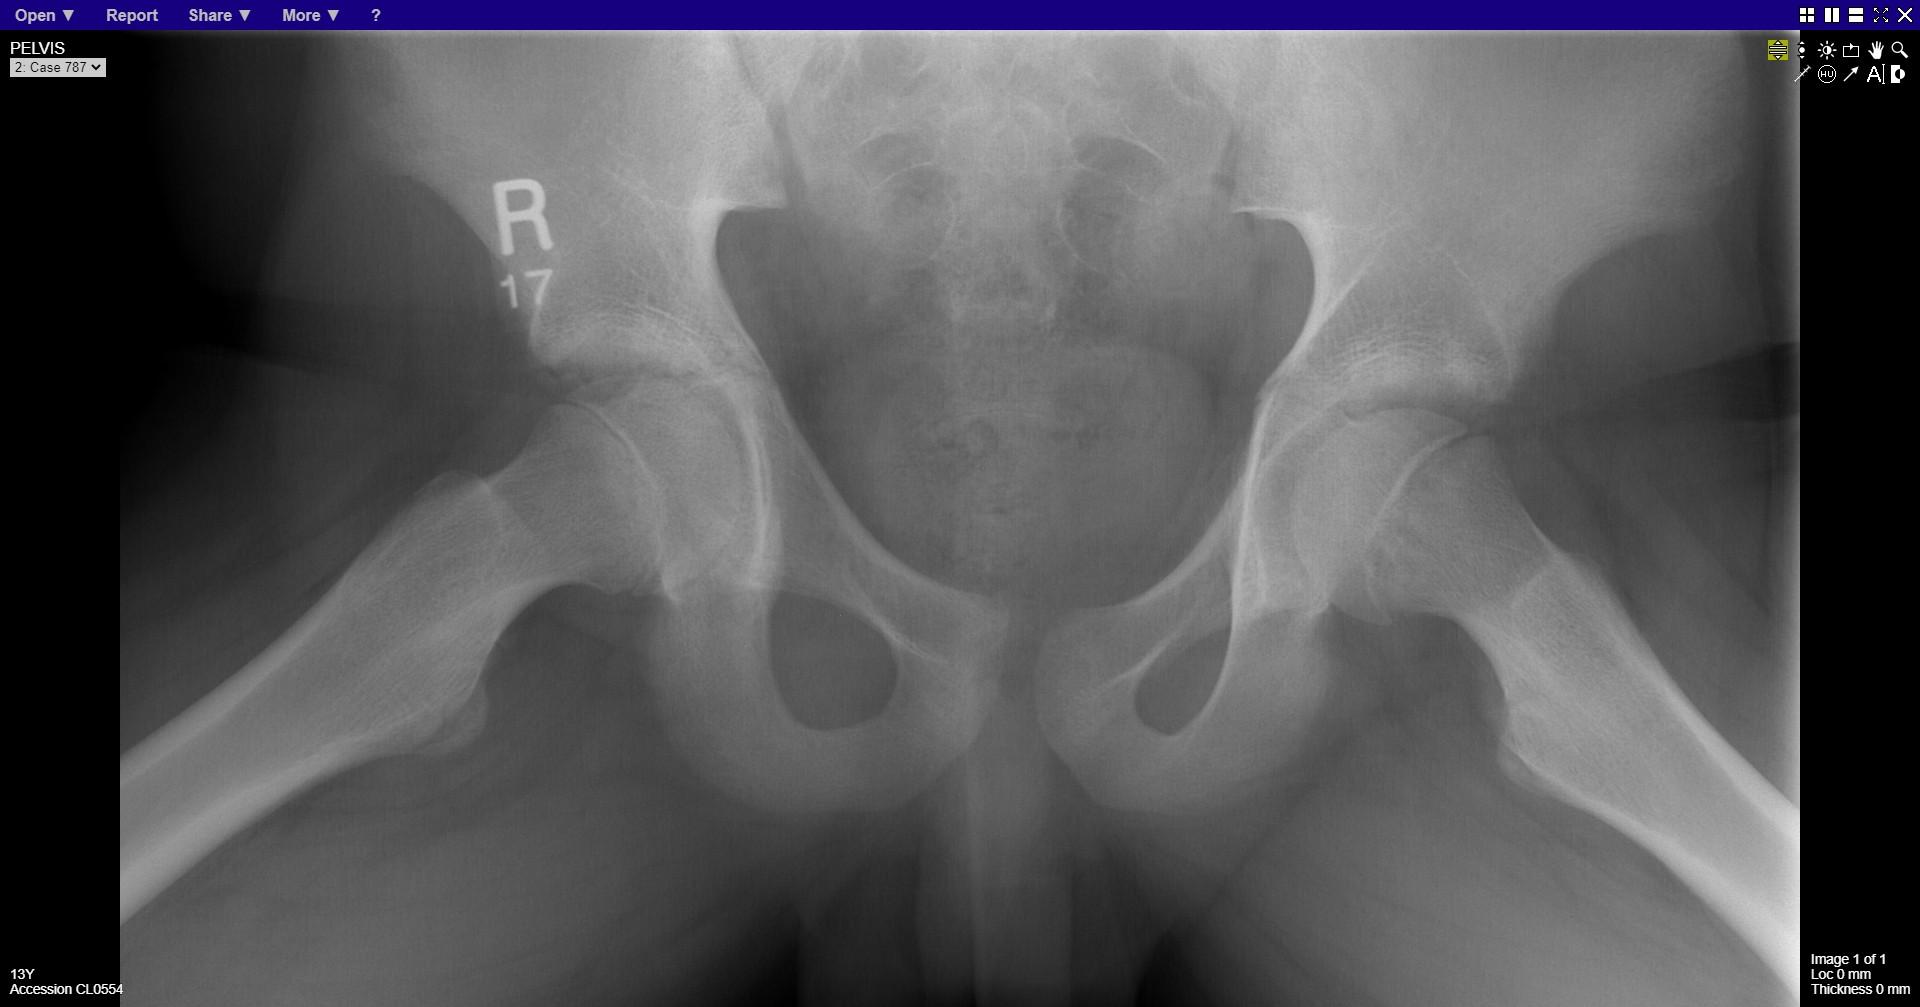 Open ▼ Report Share ▼ More ▼ ?
PELVIS
2: Case 787
HU
A
R
17
13Y
Accession CL0554
Image 1 of 1
Loc 0 mm
Thickness 0 mm